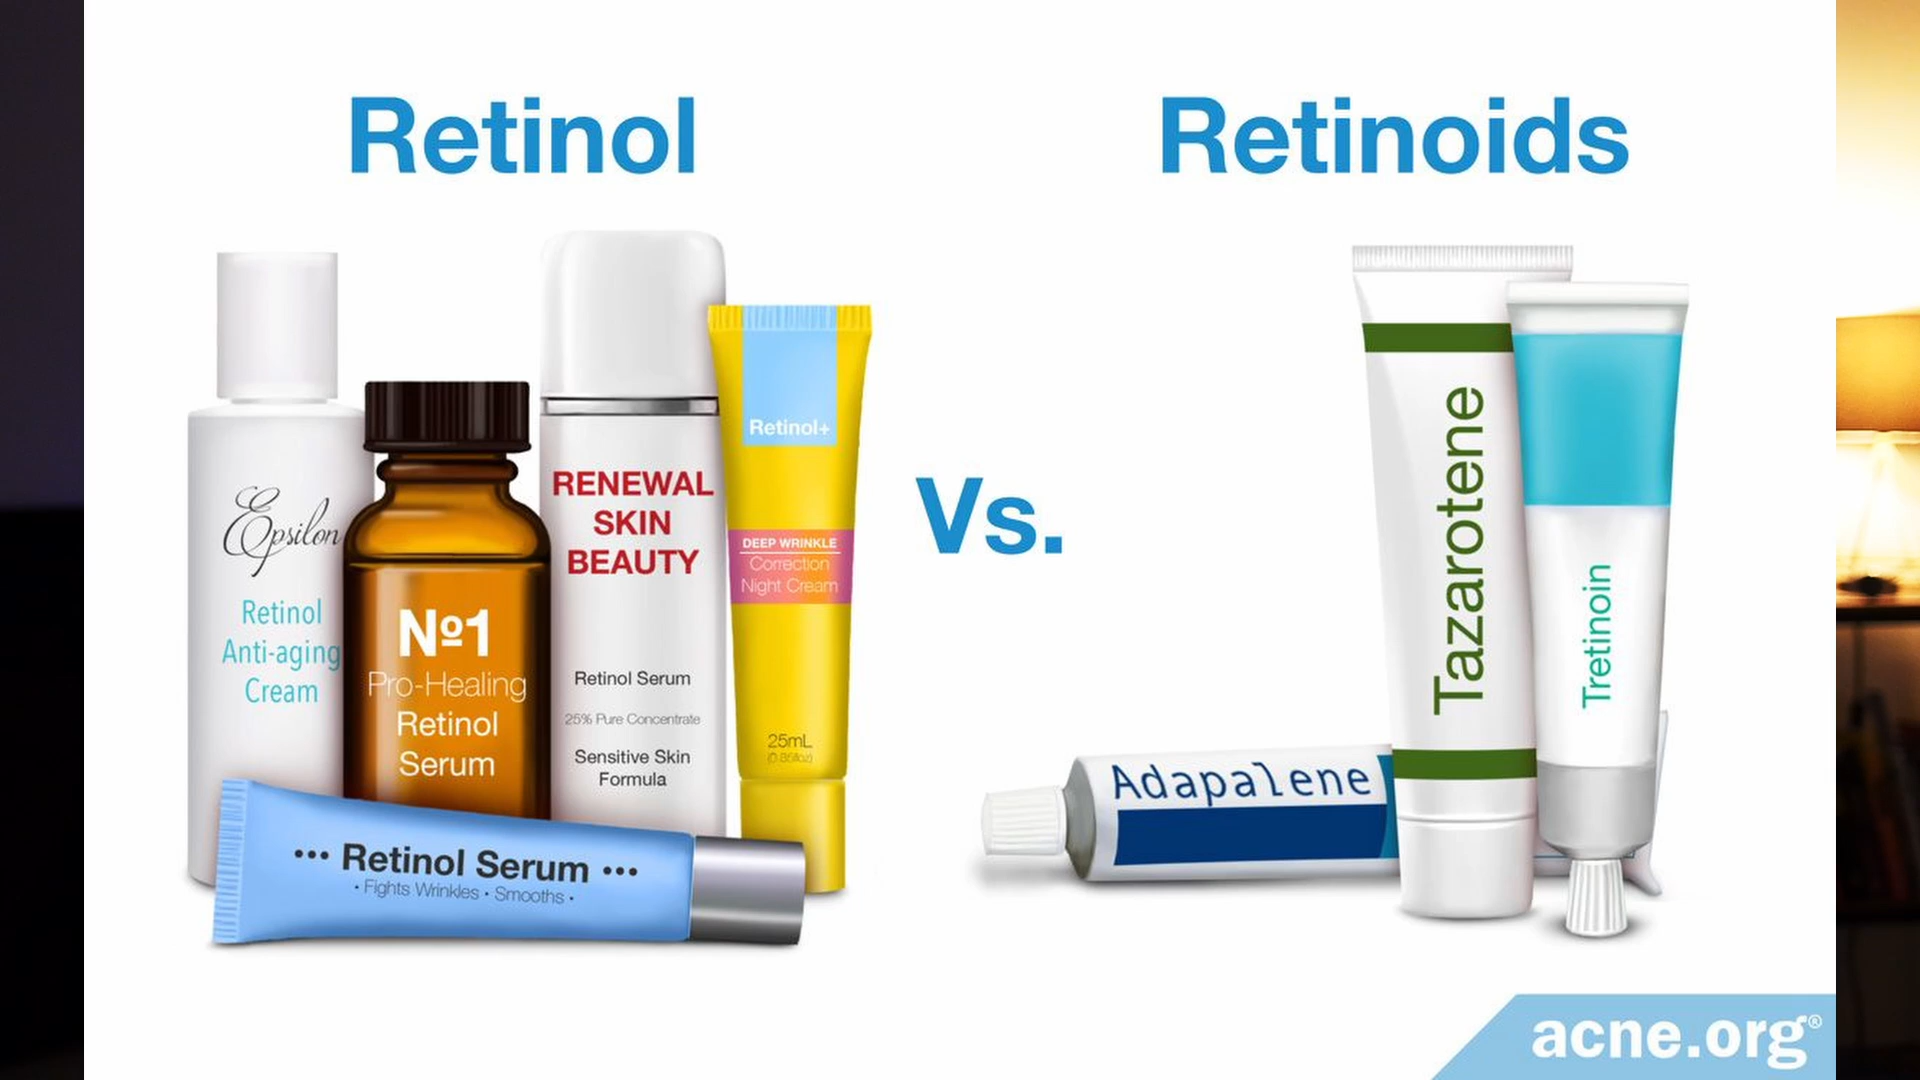 Retinol
Retinoids
Vs.
Epsilon
Retinol
Anti-aging
Cream
Nº1
Pro-Healing
Retinol
Serum
RENEWAL
SKIN
BEAUTY
Retinol Serum
25% Pure Concentrate
Sensitive Skin
Formula
Retinol+
DEEP WRINKLE
Correction
Night Cream
25mL
(0.85floz)
••• Retinol Serum •••
• Fights Wrinkles • Smooths •
Adapalene
Tazarotene
Tretinoin
acne.org®